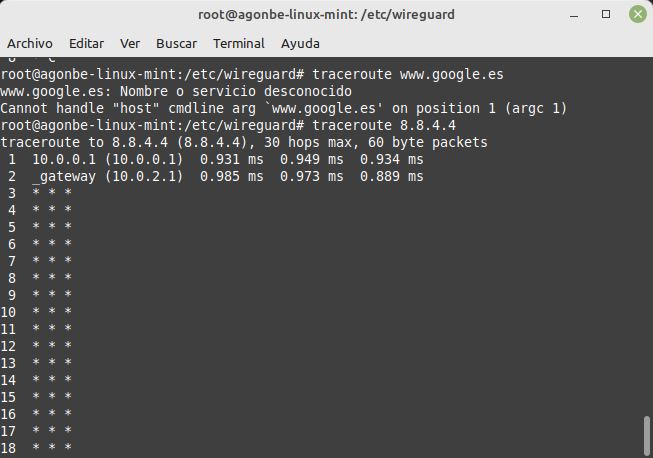 root@agonbe-linux-mint: /etc/wireguard
Archivo Editar Ver Buscar Terminal Ayuda
root@agonbe-linux-mint:/etc/wireguard# traceroute www.google.es
www.google.es: Nombre o servicio desconocido
Cannot handle "host" cmdline arg `www.google.es' on position 1 (argc 1)
root@agonbe-linux-mint:/etc/wireguard# traceroute 8.8.4.4
traceroute to 8.8.4.4 (8.8.4.4), 30 hops max, 60 byte packets
1 10.0.0.1 (10.0.0.1) 0.931 ms 0.949 ms 0.934 ms
2 _gateway (10.0.2.1) 0.985 ms 0.973 ms 0.889 ms
3 * * *
4 * * *
5 * * *
6 * * *
7 * * *
8 * * *
9 * * *
10 * * *
11 * * *
12 * * *
13 * * *
14 * * *
15 * * *
16 * * *
17 * * *
18 * * *